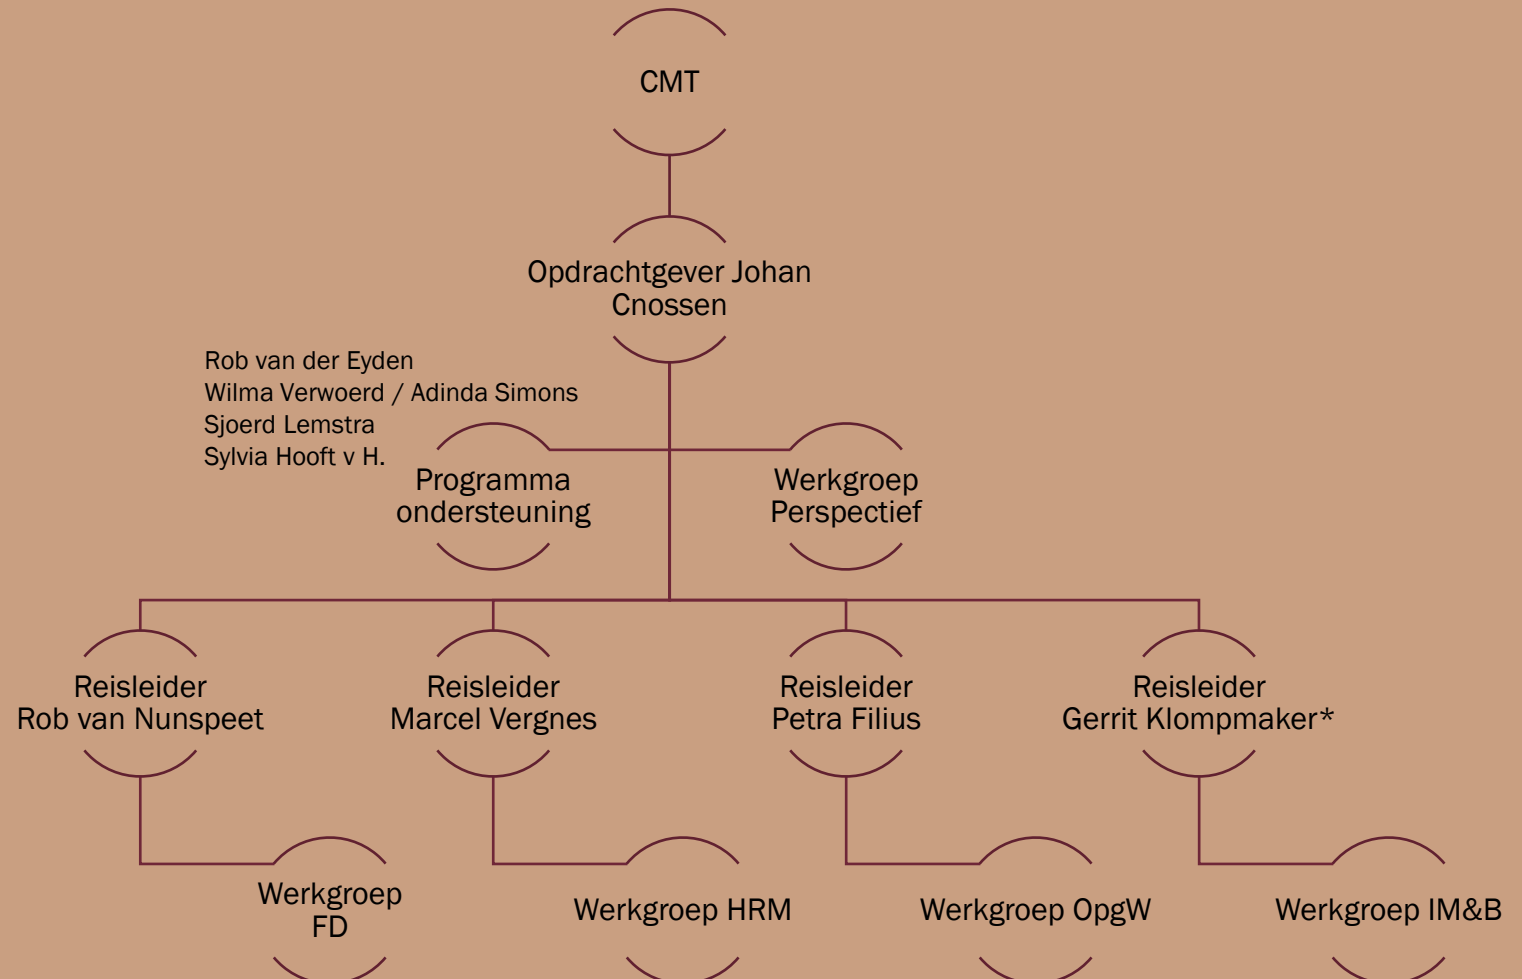 CMT
Opdrachtgever Johan
Cnossen
Rob van der Eyden
Wilma Verwoerd / Adinda Simons
Sjoerd Lemstra
Sylvia Hooft v H.
Programma
ondersteuning
Werkgroep
Perspectief
Reisleider
Rob van Nunspeet
Reisleider
Marcel Vergnes
Reisleider
Petra Filius
Reisleider
Gerrit Klompmaker*
Werkgroep
FD
Werkgroep HRM
Werkgroep OpgW
Werkgroep IM&B